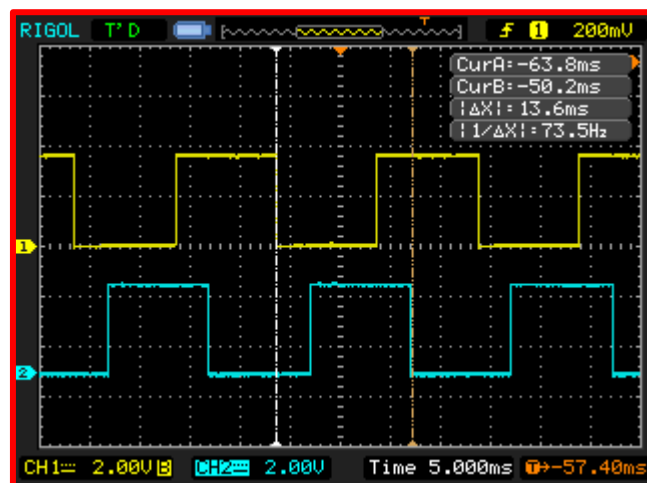 RIGOL T'D T f 1 200mV
CurA=-63.8ms
CurB=-50.2ms
|ΔX|=13.6ms
|1/ΔX|=73.5Hz
1
2
CH1 2.00V B CH2 2.00V Time 5.000ms T→-57.40ms